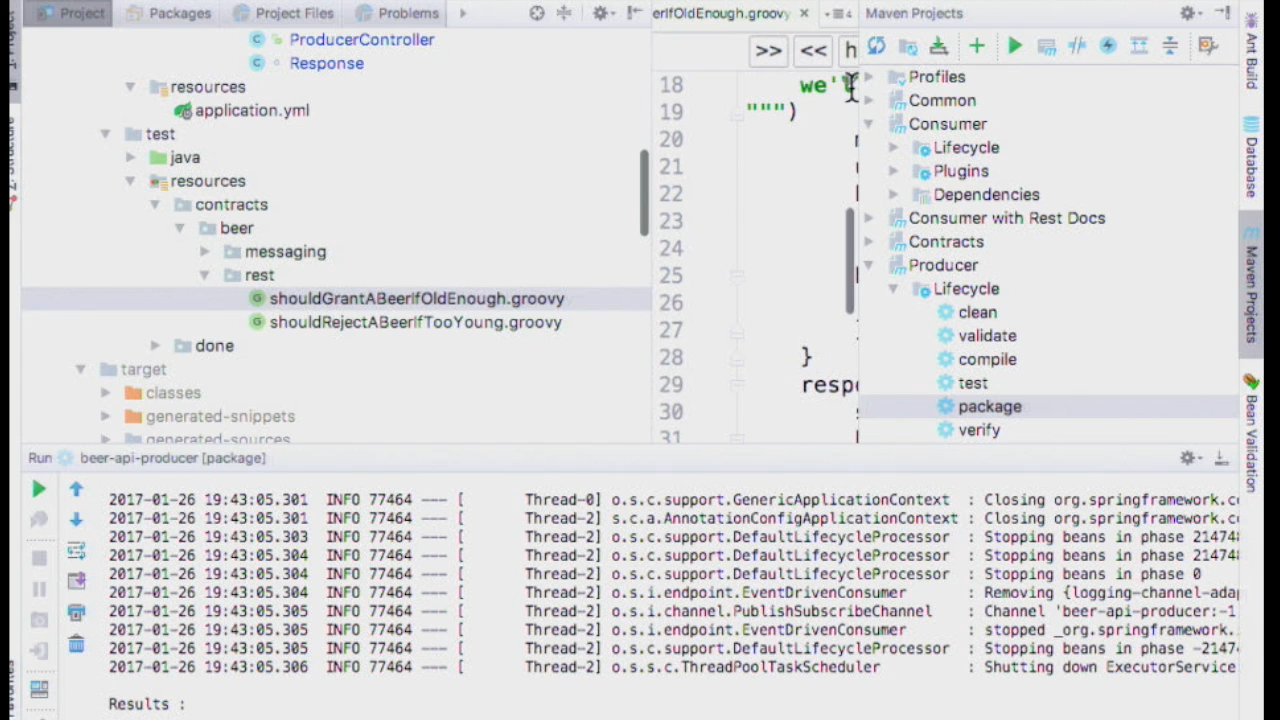 Project
Packages
Project Files
Problems
ProducerController
Response
resources
application.yml
test
java
resources
contracts
beer
messaging
rest
shouldGrantABeerIfOldEnough.groovy
shouldRejectABeerIfTooYoung.groovy
done
target
classes
generated-snippets
generated-sources
erIfOldEnough.groovy
>> <<
18 we'
19 """)
20
21
22
23
24
25
26
27
28 }
29 respo
30
31
Maven Projects
Profiles
Common
Consumer
Lifecycle
Plugins
Dependencies
Consumer with Rest Docs
Contracts
Producer
Lifecycle
clean
validate
compile
test
package
verify
Ant Build
Database
Maven Projects
Bean Validation
Run beer-api-producer [package]
2017-01-26 19:43:05.301 INFO 77464 --- [ Thread-0] o.s.c.support.GenericApplicationContext : Closing org.springframework.co
2017-01-26 19:43:05.301 INFO 77464 --- [ Thread-2] s.c.a.AnnotationConfigApplicationContext : Closing org.springframework.co
2017-01-26 19:43:05.303 INFO 77464 --- [ Thread-2] o.s.c.support.DefaultLifecycleProcessor : Stopping beans in phase 214748
2017-01-26 19:43:05.304 INFO 77464 --- [ Thread-2] o.s.c.support.DefaultLifecycleProcessor : Stopping beans in phase 214748
2017-01-26 19:43:05.304 INFO 77464 --- [ Thread-2] o.s.c.support.DefaultLifecycleProcessor : Stopping beans in phase 0
2017-01-26 19:43:05.304 INFO 77464 --- [ Thread-2] o.s.i.endpoint.EventDrivenConsumer : Removing {logging-channel-adap
2017-01-26 19:43:05.305 INFO 77464 --- [ Thread-2] o.s.i.channel.PublishSubscribeChannel : Channel 'beer-api-producer:-1
2017-01-26 19:43:05.305 INFO 77464 --- [ Thread-2] o.s.i.endpoint.EventDrivenConsumer : stopped _org.springframework.
2017-01-26 19:43:05.305 INFO 77464 --- [ Thread-2] o.s.c.support.DefaultLifecycleProcessor : Stopping beans in phase -21474
2017-01-26 19:43:05.306 INFO 77464 --- [ Thread-2] o.s.s.c.ThreadPoolTaskScheduler : Shutting down ExecutorService
Results :